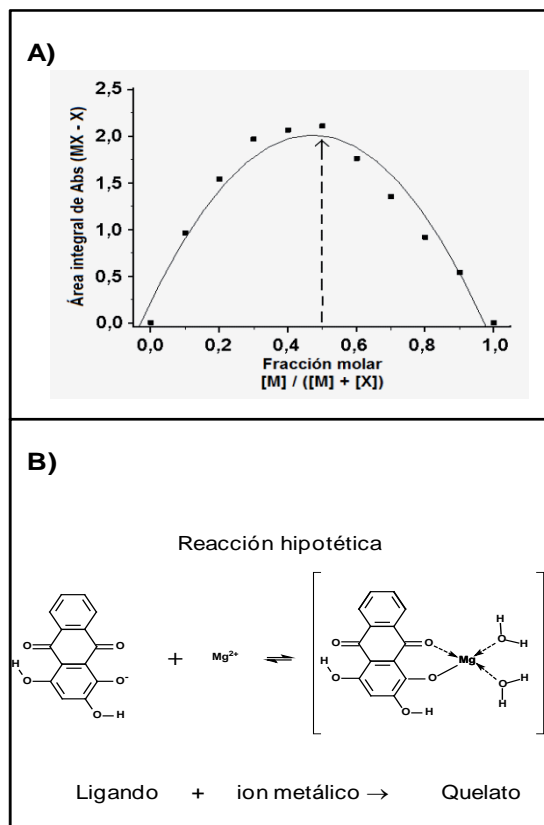 A)
2,5
2,0
1,5
1,0
0,5
0,0
Área integral de Abs (MX - X)
0,0 0,2 0,4 0,6 0,8 1,0
Fracción molar
[M] / ([M] + [X])
B)
Reacción hipotética
O O
H
O
O⁻
O—H
+ Mg²⁺ ⇌
O O
H
O
O
O—H
Mg
H
O—H
H
O
H
Ligando + ion metálico → Quelato